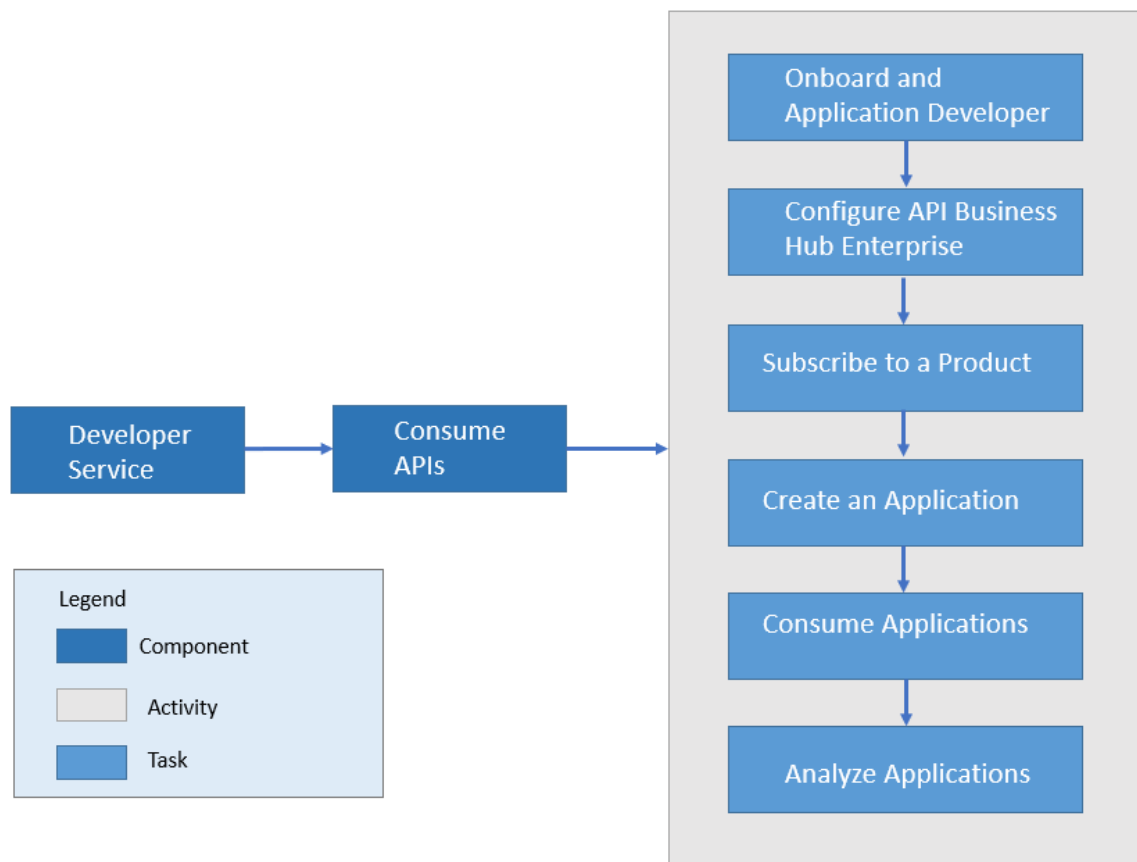 Onboard and
Application Developer
Configure API Business
Hub Enterprise
Subscribe to a Product
Developer
Service
Consume
APIs
Create an Application
Consume Applications
Analyze Applications
Legend
Component
Activity
Task